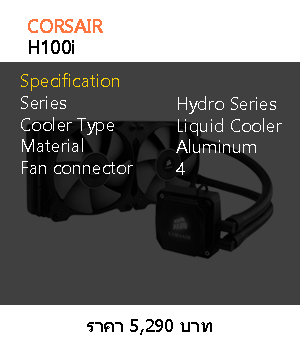 CORSAIR
H100i
Specification
Series Hydro Series
Cooler Type Liquid Cooler
Material Aluminum
Fan connector 4
ราคา 5,290 บาท